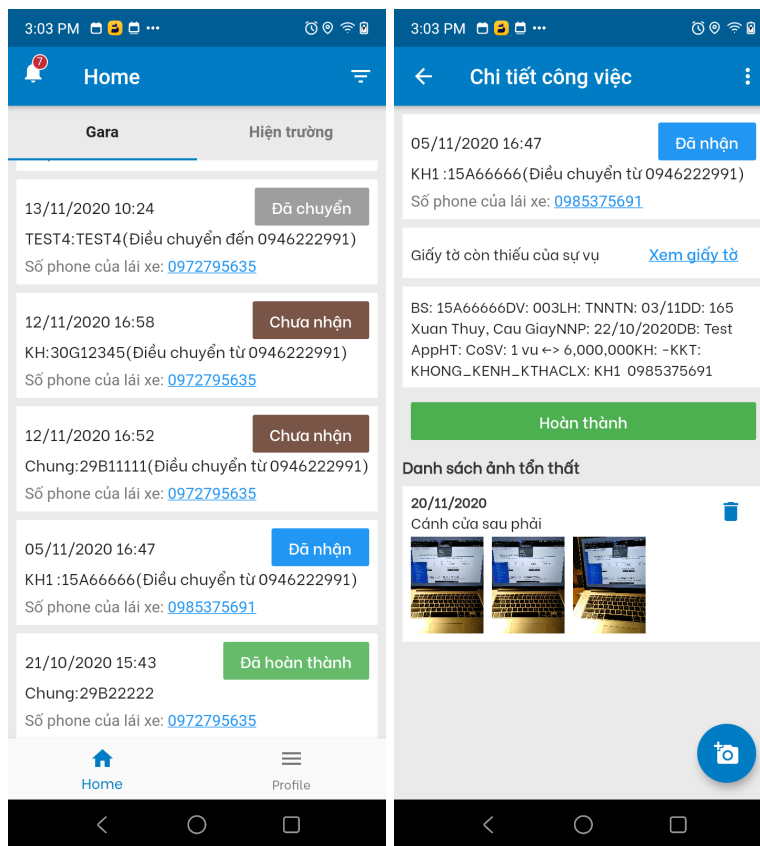 3:03 PM
7
Home
Gara
Hiện trường
13/11/2020 10:24
Đã chuyển
TEST4:TEST4(Điều chuyển đến 0946222991)
Số phone của lái xe: 0972795635
12/11/2020 16:58
Chưa nhận
KH:30G12345(Điều chuyển từ 0946222991)
Số phone của lái xe: 0972795635
12/11/2020 16:52
Chưa nhận
Chung:29B11111(Điều chuyển từ 0946222991)
Số phone của lái xe: 0972795635
05/11/2020 16:47
Đã nhận
KH1 :15A66666(Điều chuyển từ 0946222991)
Số phone của lái xe: 0985375691
21/10/2020 15:43
Đã hoàn thành
Chung:29B22222
Số phone của lái xe: 0972795635
Home
Profile
3:03 PM
Chi tiết công việc
05/11/2020 16:47
Đã nhận
KH1 :15A66666(Điều chuyển từ 0946222991)
Số phone của lái xe: 0985375691
Giấy tờ còn thiếu của sự vụ
Xem giấy tờ
BS: 15A66666DV: 003LH: TNNTN: 03/11DD: 165
Xuan Thuy, Cau GiayNNP: 22/10/2020DB: Test
AppHT: CoSV: 1 vu <-> 6,000,000KH: -KKT:
KHONG_KENH_KTHACLX: KH1 0985375691
Hoàn thành
Danh sách ảnh tổn thất
20/11/2020
Cánh cửa sau phải